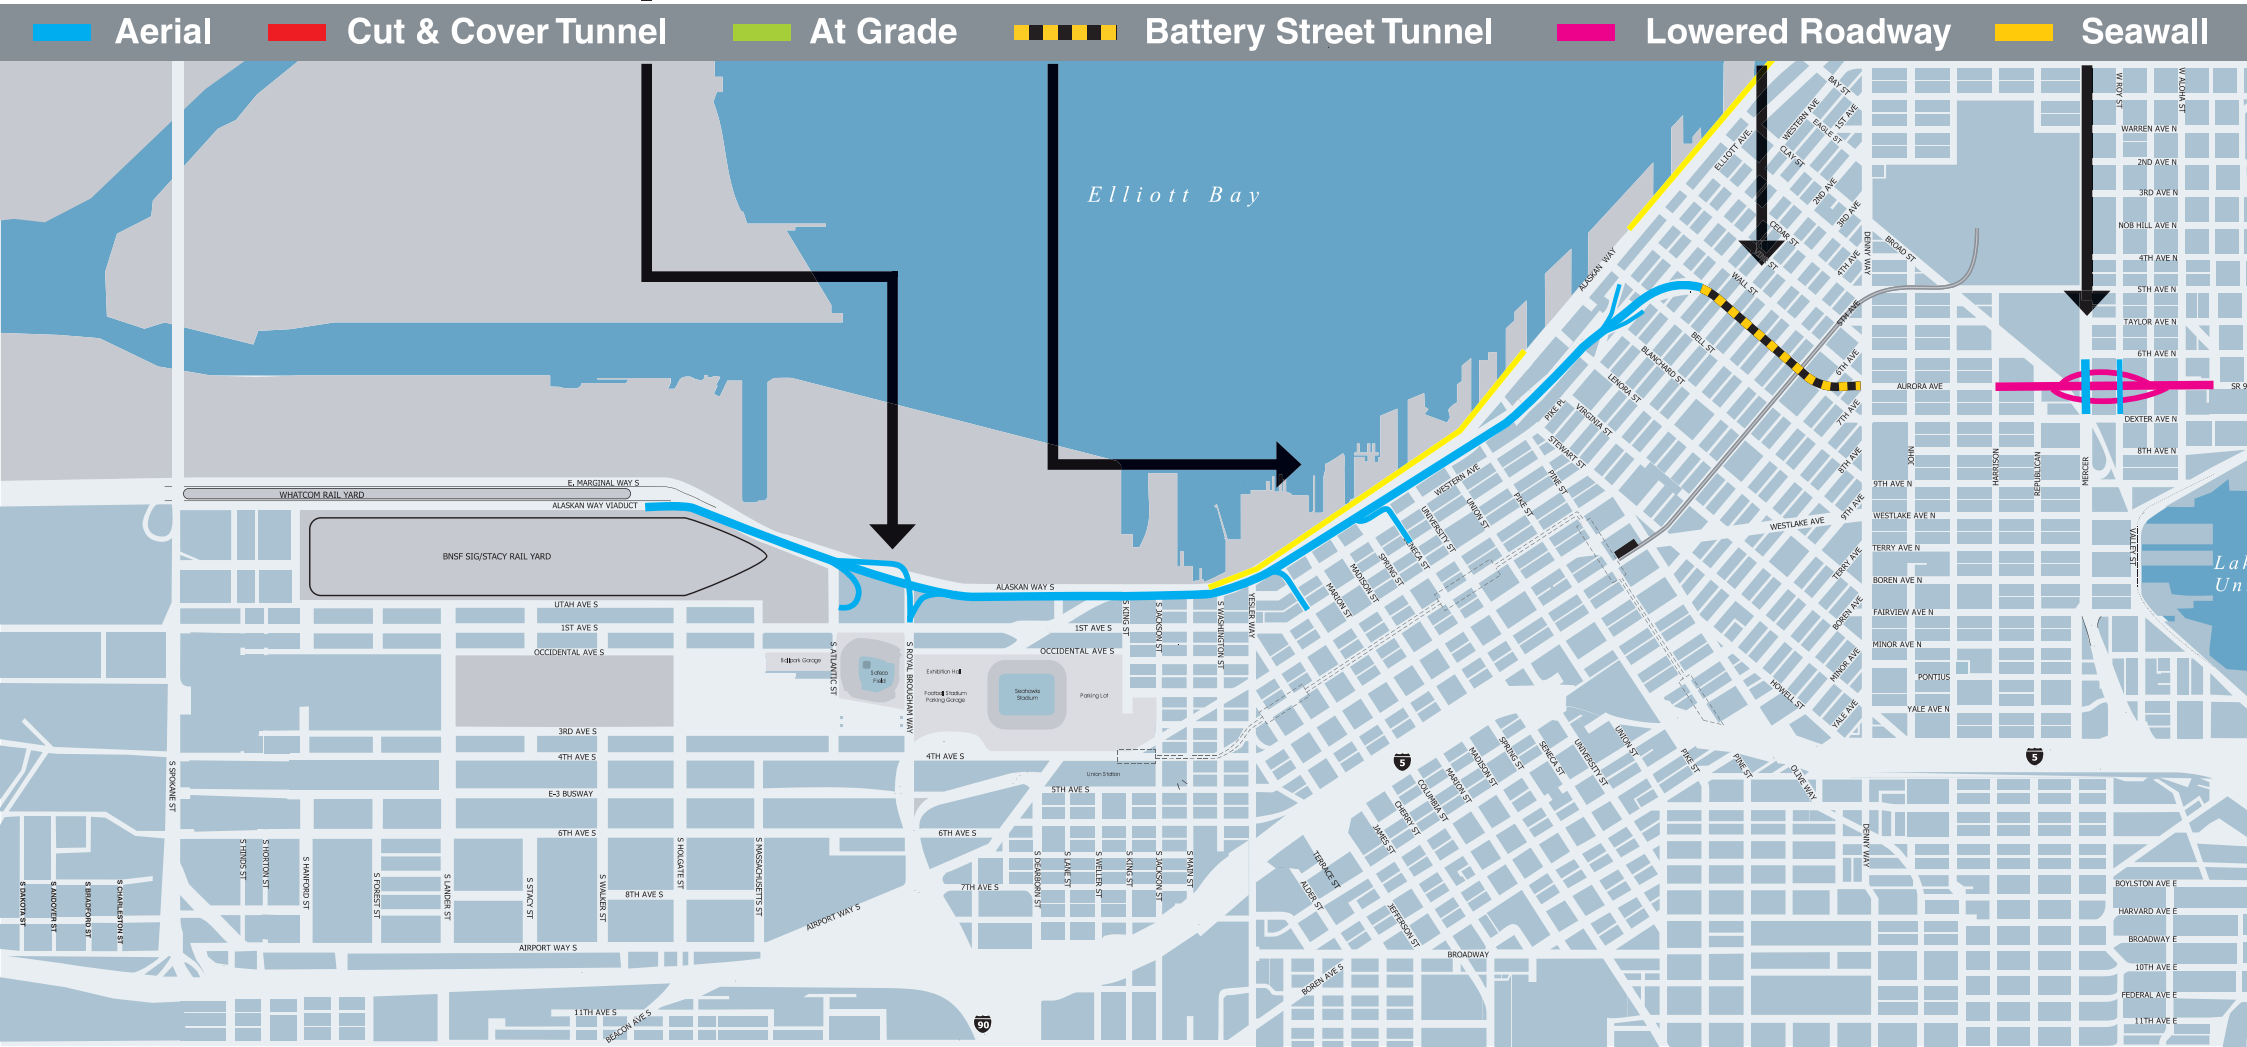 Aerial
Cut & Cover Tunnel
At Grade
Battery Street Tunnel
Lowered Roadway
Seawall
Elliott Bay
BAY ST
WESTERN AVE
1ST AVE
EAGLE ST
ELLIOTT AVE.
CLAY ST
2ND AVE
3RD AVE
CEDAR ST
4TH AVE
DENNY WAY
BROAD ST
WALL ST
5TH AVE
ALASKAN WAY
BELL ST
BLANCHARD ST
6TH AVE
LENORA ST
VIRGINIA ST
7TH AVE
PIKE PL
STEWART ST
8TH AVE
PINE ST
WESTERN AVE
PIKE ST
UNION ST
9TH AVE
UNIVERSITY ST
WESTLAKE AVE
SPRING ST
MADISON ST
MARION ST
TERRY AVE
BOREN AVE
MINOR AVE
HOWELL ST
YALE AVE
W ROY ST
W ALOHA ST
WARREN AVE N
2ND AVE N
3RD AVE N
NOB HILL AVE N
4TH AVE N
5TH AVE N
TAYLOR AVE N
6TH AVE N
AURORA AVE
SR 9
DEXTER AVE N
8TH AVE N
JOHN
HARRISON
REPUBLICAN
MERCER
9TH AVE N
WESTLAKE AVE N
TERRY AVE N
VALLEY ST
BOREN AVE N
FAIRVIEW AVE N
MINOR AVE N
PONTIUS
YALE AVE N
Lak
Un
E. MARGINAL WAY S
WHATCOM RAIL YARD
ALASKAN WAY VIADUCT
BNSF SIG/STACY RAIL YARD
ALASKAN WAY S
UTAH AVE S
1ST AVE S
1ST AVE S
OCCIDENTAL AVE S
OCCIDENTAL AVE S
S KING ST
S JACKSON ST
S WASHINGTON ST
YESLER WAY
Ballpark Garage
S ATLANTIC ST
Safeco
Field
S ROYAL BROUGHAM WAY
Exhibition Hall
Football Stadium
Parking Garage
Seahawks
Stadium
Parking Lot
3RD AVE S
4TH AVE S
4TH AVE S
Union Station
E-3 BUSWAY
5TH AVE S
6TH AVE S
6TH AVE S
S SPOKANE ST
S HINDS ST
S HORTON ST
S HANFORD ST
S FOREST ST
S LANDER ST
S STACY ST
S WALKER ST
S HOLGATE ST
S MASSACHUSETTS ST
8TH AVE S
7TH AVE S
S DEARBORN ST
S LANE ST
S WELLER ST
S KING ST
S JACKSON ST
S MAIN ST
S DAKOTA ST
S ANDOVER ST
S BRADFORD ST
S CHARLESTON ST
AIRPORT WAY S
AIRPORT WAY S
11TH AVE S
BEACON AVE S
90
5
5
SPRING ST
MADISON ST
MARION ST
COLUMBIA ST
CHERRY ST
JAMES ST
SENECA ST
UNIVERSITY ST
UNION ST
PIKE ST
PINE ST
OLIVE WAY
DENNY WAY
TERRACE ST
ALDER ST
JEFFERSON ST
BROADWAY
BOREN AVE S
BOYLSTON AVE E
HARVARD AVE E
BROADWAY E
10TH AVE E
FEDERAL AVE E
11TH AVE E